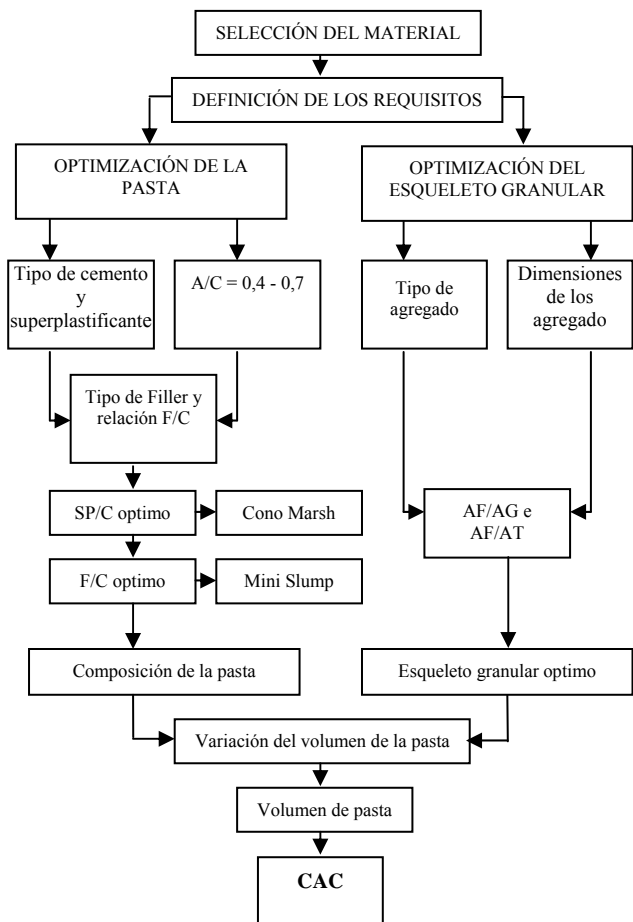 SELECCIÓN DEL MATERIAL
DEFINICIÓN DE LOS REQUISITOS
OPTIMIZACIÓN DE LA
PASTA
OPTIMIZACIÓN DEL
ESQUELETO GRANULAR
Tipo de cemento
y
superplastificante
A/C = 0,4 - 0,7
Tipo de
agregado
Dimensiones
de los
agregado
Tipo de Filler y
relación F/C
SP/C optimo
Cono Marsh
AF/AG e
AF/AT
F/C optimo
Mini Slump
Composición de la pasta
Esqueleto granular optimo
Variación del volumen de la pasta
Volumen de pasta
CAC